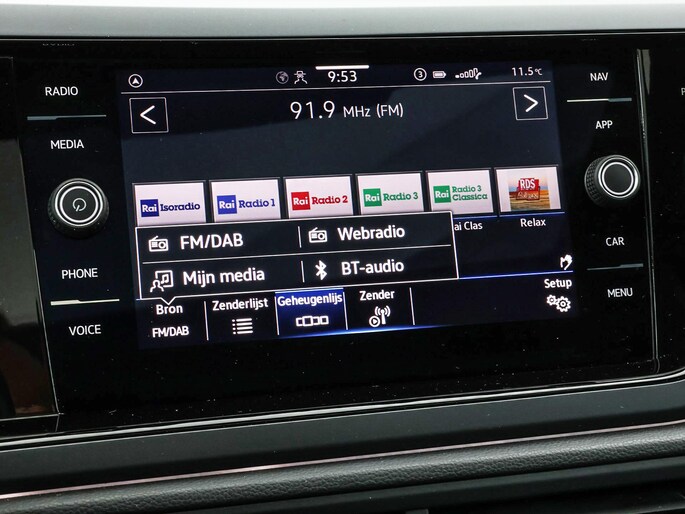 RADIO
MEDIA
PHONE
VOICE
9:53
3
11.5°C
91.9 MHz (FM)
Rai Isoradio
Rai Radio 1
Rai Radio 2
Rai Radio 3
Rai Radio 3 Classica
RDS
ai Clas
Relax
FM/DAB
Webradio
Mijn media
BT-audio
Bron
FM/DAB
Zenderlijst
Geheugenlijs
Zender
Setup
NAV
APP
CAR
MENU